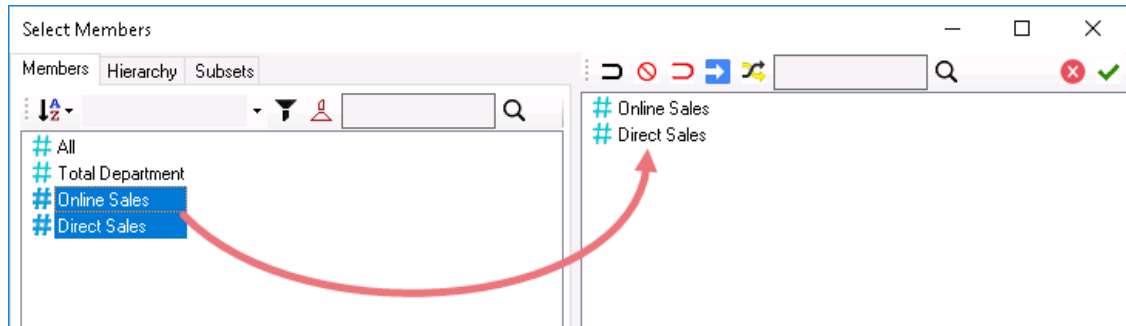 Select Members
Members Hierarchy Subsets
All
Total Department
Online Sales
Direct Sales
Online Sales
Direct Sales